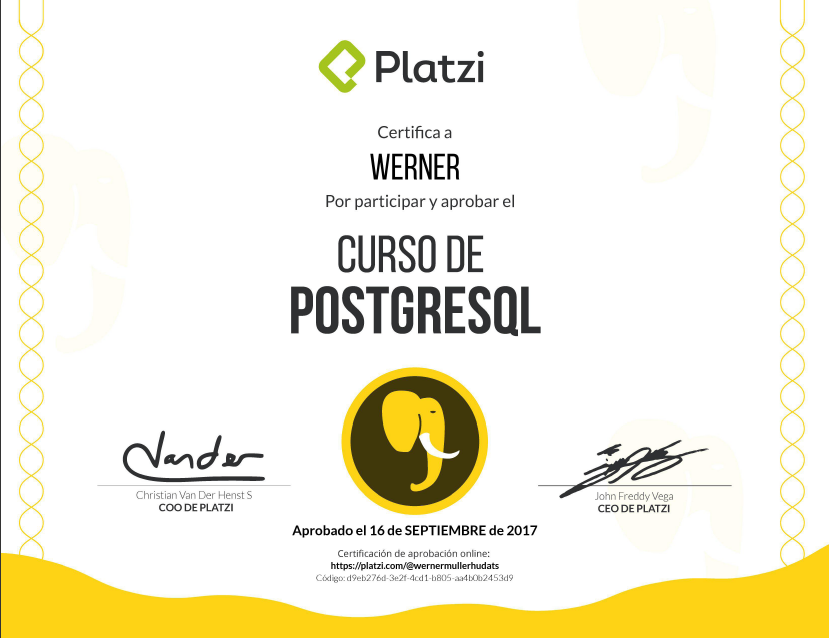 Platzi
Certifica a
WERNER
Por participar y aprobar el
CURSO DE
POSTGRESQL
Vander
Christian Van Der Henst S
COO DE PLATZI
John Freddy Vega
CEO DE PLATZI
Aprobado el 16 de SEPTIEMBRE de 2017
Certificación de aprobación online:
https://platzi.com/@wernermullerhudats
Código: d9eb276d-3e2f-4cd1-b805-aa4b0b2453d9